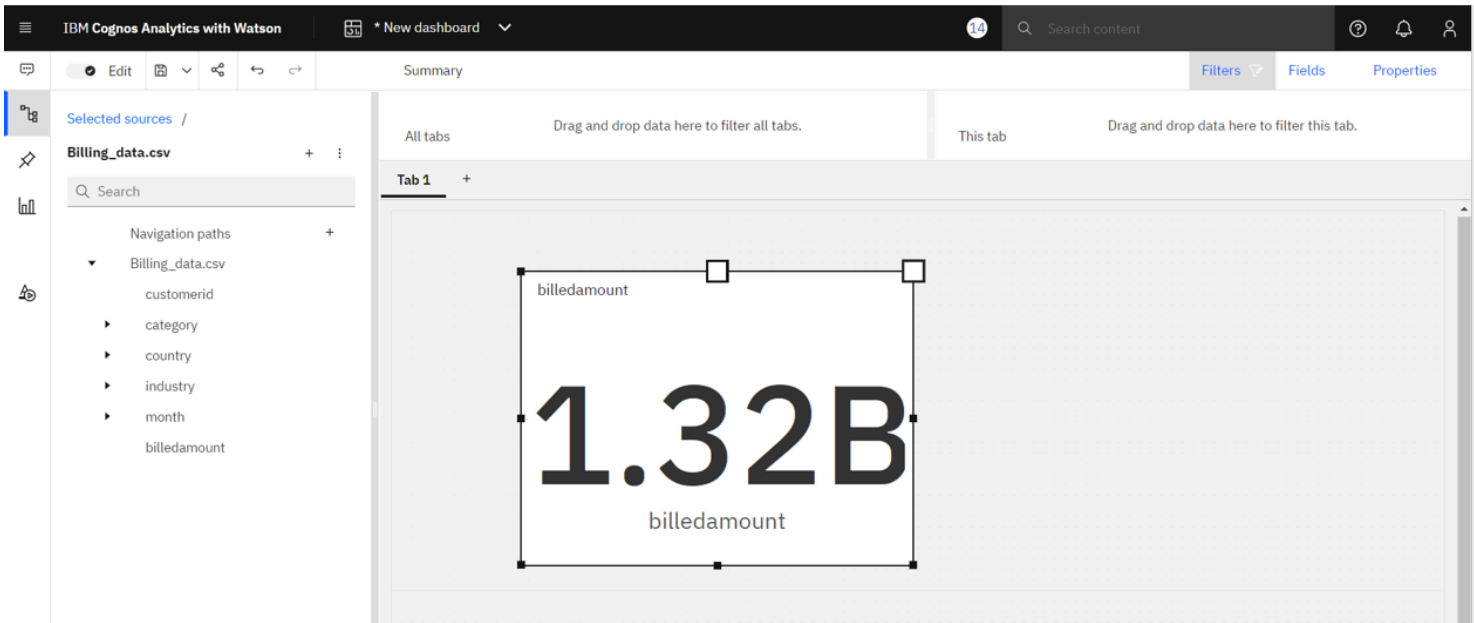 IBM Cognos Analytics with Watson
* New dashboard
14
Search content
Edit
Summary
Filters
Fields
Properties
Selected sources /
Billing_data.csv
Search
Navigation paths
Billing_data.csv
customerid
category
country
industry
month
billedamount
All tabs
Drag and drop data here to filter all tabs.
This tab
Drag and drop data here to filter this tab.
Tab 1
billedamount
1.32B
billedamount